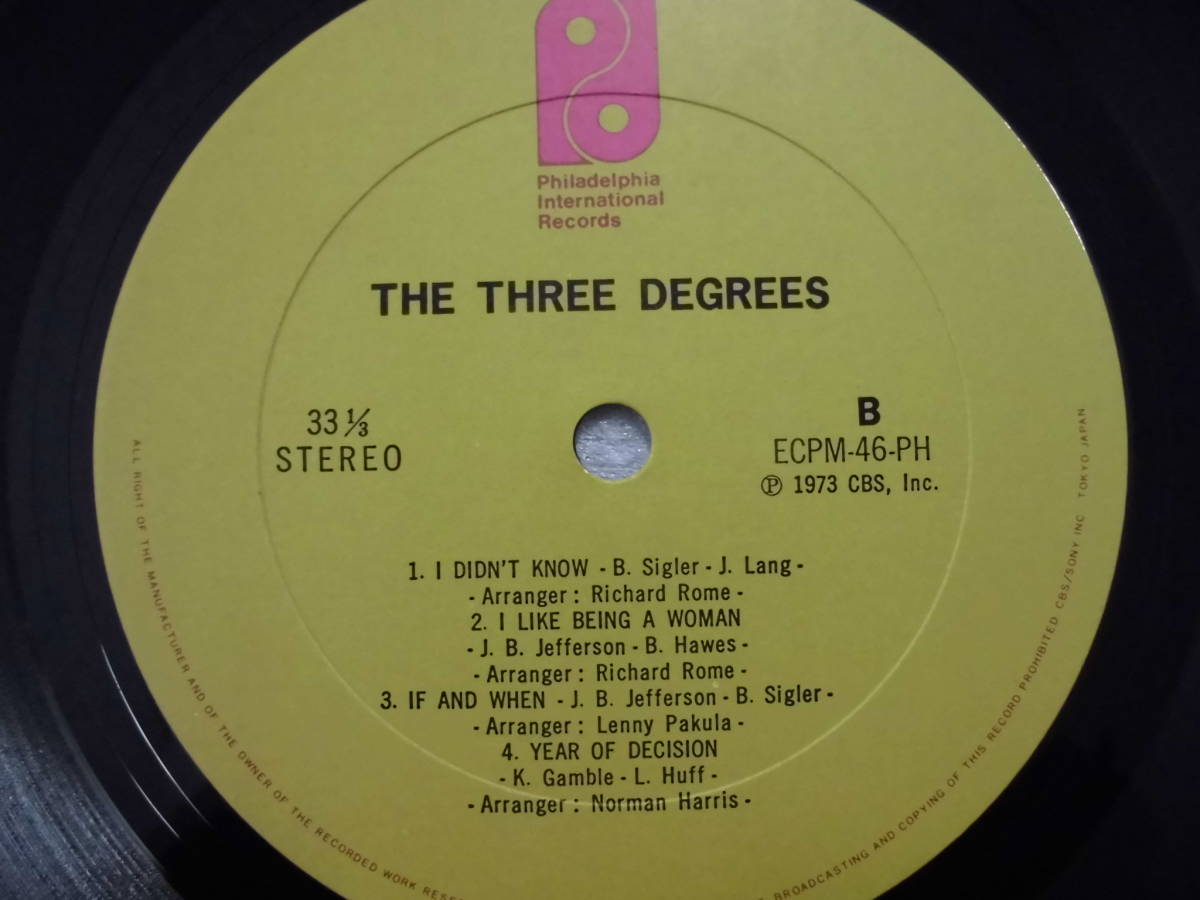 Philadelphia
International
Records
THE THREE DEGREES
33 1/3
STEREO
B
ECPM-46-PH
Ⓟ 1973 CBS, Inc.
1. I DIDN'T KNOW - B. Sigler - J. Lang -
- Arranger : Richard Rome -
2. I LIKE BEING A WOMAN
- J. B. Jefferson - B. Hawes -
- Arranger : Richard Rome -
3. IF AND WHEN - J. B. Jefferson - B. Sigler -
- Arranger : Lenny Pakula -
4. YEAR OF DECISION
- K. Gamble - L. Huff -
- Arranger : Norman Harris -
ALL RIGHT OF THE MANUFACTURER AND OF THE OWNER OF THE RECORDED WORK
BROADCASTING AND COPYING OF THIS RECORD PROHIBITED CBS/SONY INC TOKYO JAPAN